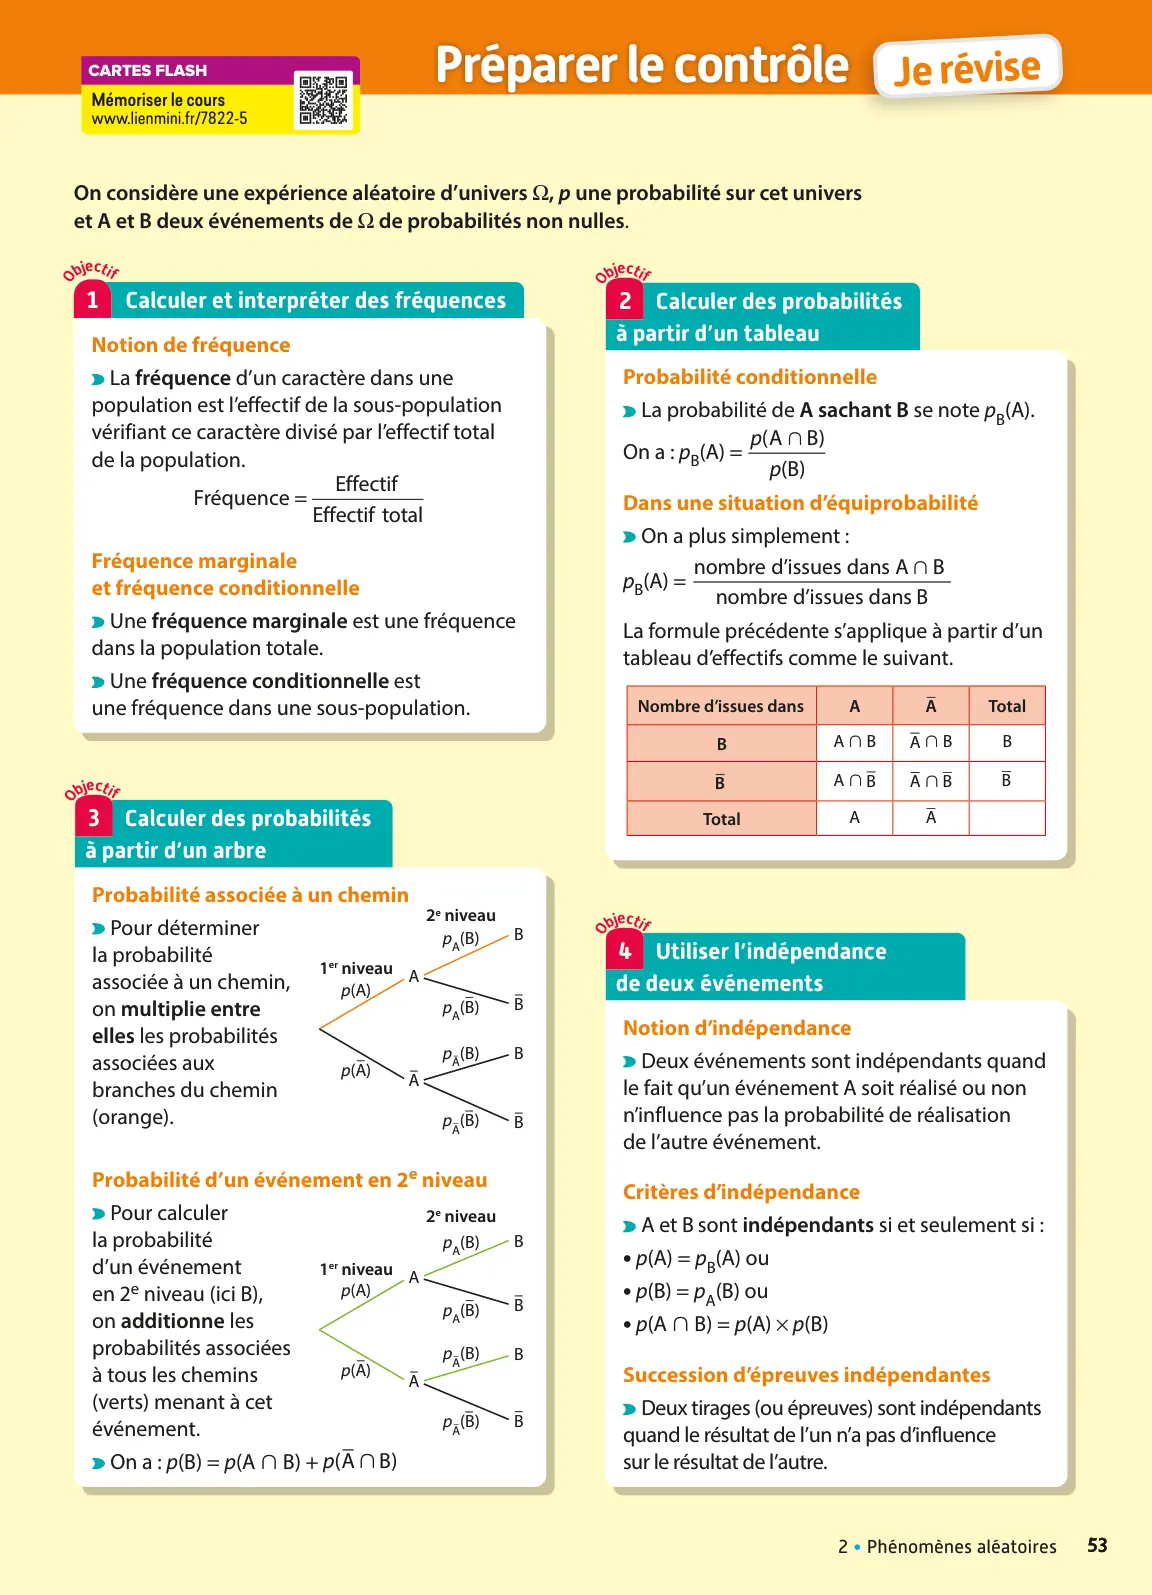 Préparer le contrôle Je révise
CARTES FLASH
Mémoriser le cours
www.lienmini.fr/7822-5
On considère une expérience aléatoire d'univers Ω, p une probabilité sur cet univers
et A et B deux événements de Ω de probabilités non nulles.
Objectif
1 Calculer et interpréter des fréquences
Notion de fréquence
La fréquence d'un caractère dans une
population est l'effectif de la sous-population
vérifiant ce caractère divisé par l'effectif total
de la population.
Fréquence = Effectif / Effectif total
Fréquence marginale
et fréquence conditionnelle
Une fréquence marginale est une fréquence
dans la population totale.
Une fréquence conditionnelle est
une fréquence dans une sous-population.
Objectif
2 Calculer des probabilités
à partir d'un tableau
Probabilité conditionnelle
La probabilité de A sachant B se note p_B(A).
On a : p_B(A) = p(A ∩ B) / p(B)
Dans une situation d'équiprobabilité
On a plus simplement :
p_B(A) = nombre d'issues dans A ∩ B / nombre d'issues dans B
La formule précédente s'applique à partir d'un
tableau d'effectifs comme le suivant.
Nombre d'issues dans A A̅ Total
B A ∩ B A̅ ∩ B B
B̅ A ∩ B̅ A̅ ∩ B̅ B̅
Total A A̅
Objectif
3 Calculer des probabilités
à partir d'un arbre
Probabilité associée à un chemin
Pour déterminer
la probabilité
associée à un chemin,
on multiplie entre
elles les probabilités
associées aux
branches du chemin
(orange).
2e niveau
p_A(B) B
1er niveau
p(A) A
p_A(B̅) B̅
p_A̅(B) B
p(A̅) A̅
p_A̅(B̅) B̅
Probabilité d'un événement en 2e niveau
Pour calculer
la probabilité
d'un événement
en 2e niveau (ici B),
on additionne les
probabilités associées
à tous les chemins
(verts) menant à cet
événement.
2e niveau
p_A(B) B
1er niveau
p(A) A
p_A(B̅) B̅
p_A̅(B) B
p(A̅) A̅
p_A̅(B̅) B̅
On a : p(B) = p(A ∩ B) + p(A̅ ∩ B)
Objectif
4 Utiliser l'indépendance
de deux événements
Notion d'indépendance
Deux événements sont indépendants quand
le fait qu'un événement A soit réalisé ou non
n'influence pas la probabilité de réalisation
de l'autre événement.
Critères d'indépendance
A et B sont indépendants si et seulement si :
• p(A) = p_B(A) ou
• p(B) = p_A(B) ou
• p(A ∩ B) = p(A) × p(B)
Succession d'épreuves indépendantes
Deux tirages (ou épreuves) sont indépendants
quand le résultat de l'un n'a pas d'influence
sur le résultat de l'autre.
2 • Phénomènes aléatoires 53